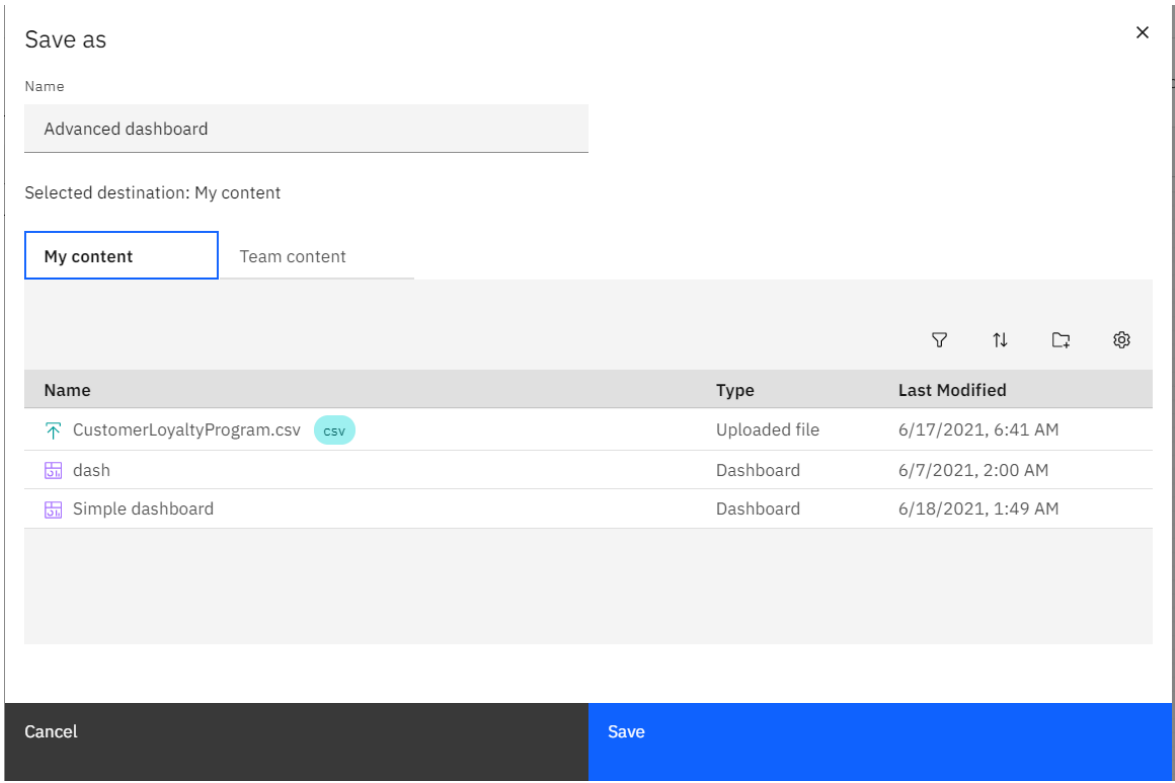 Save as
Name
Advanced dashboard
Selected destination: My content
My content Team content
Name Type Last Modified
CustomerLoyaltyProgram.csv csv Uploaded file 6/17/2021, 6:41 AM
dash Dashboard 6/7/2021, 2:00 AM
Simple dashboard Dashboard 6/18/2021, 1:49 AM
Cancel Save